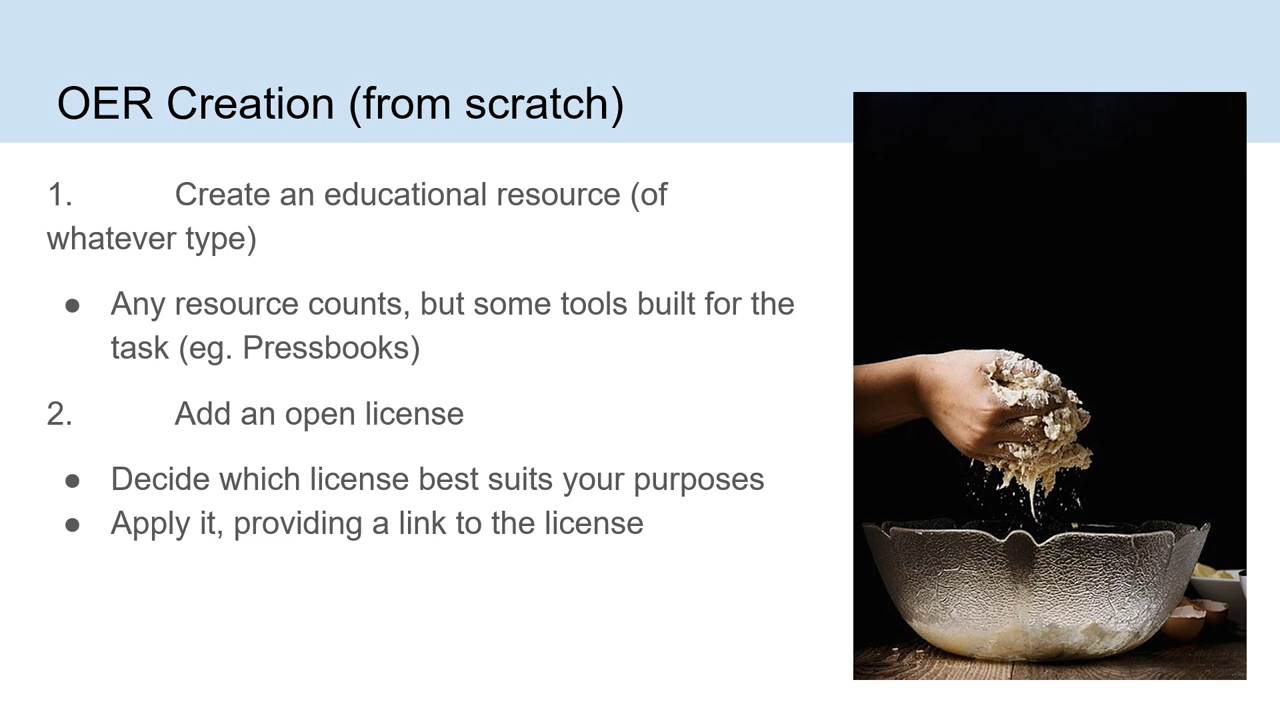 OER Creation (from scratch)
1. Create an educational resource (of
whatever type)
● Any resource counts, but some tools built for the
task (eg. Pressbooks)
2. Add an open license
● Decide which license best suits your purposes
● Apply it, providing a link to the license